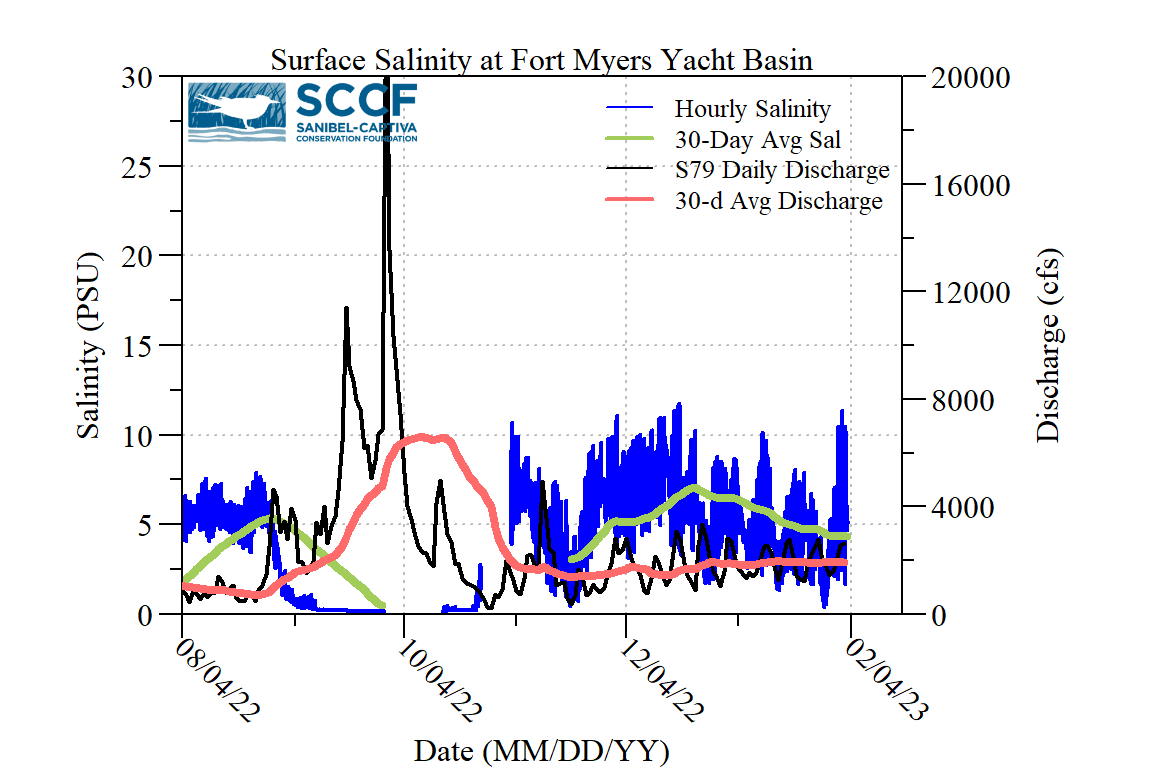 Surface Salinity at Fort Myers Yacht Basin
SCCF
SANIBEL-CAPTIVA
CONSERVATION FOUNDATION
Hourly Salinity
30-Day Avg Sal
S79 Daily Discharge
30-d Avg Discharge
30
25
20
15
10
5
0
Salinity (PSU)
20000
16000
12000
8000
4000
0
Discharge (cfs)
08/04/22
10/04/22
12/04/22
02/04/23
Date (MM/DD/YY)